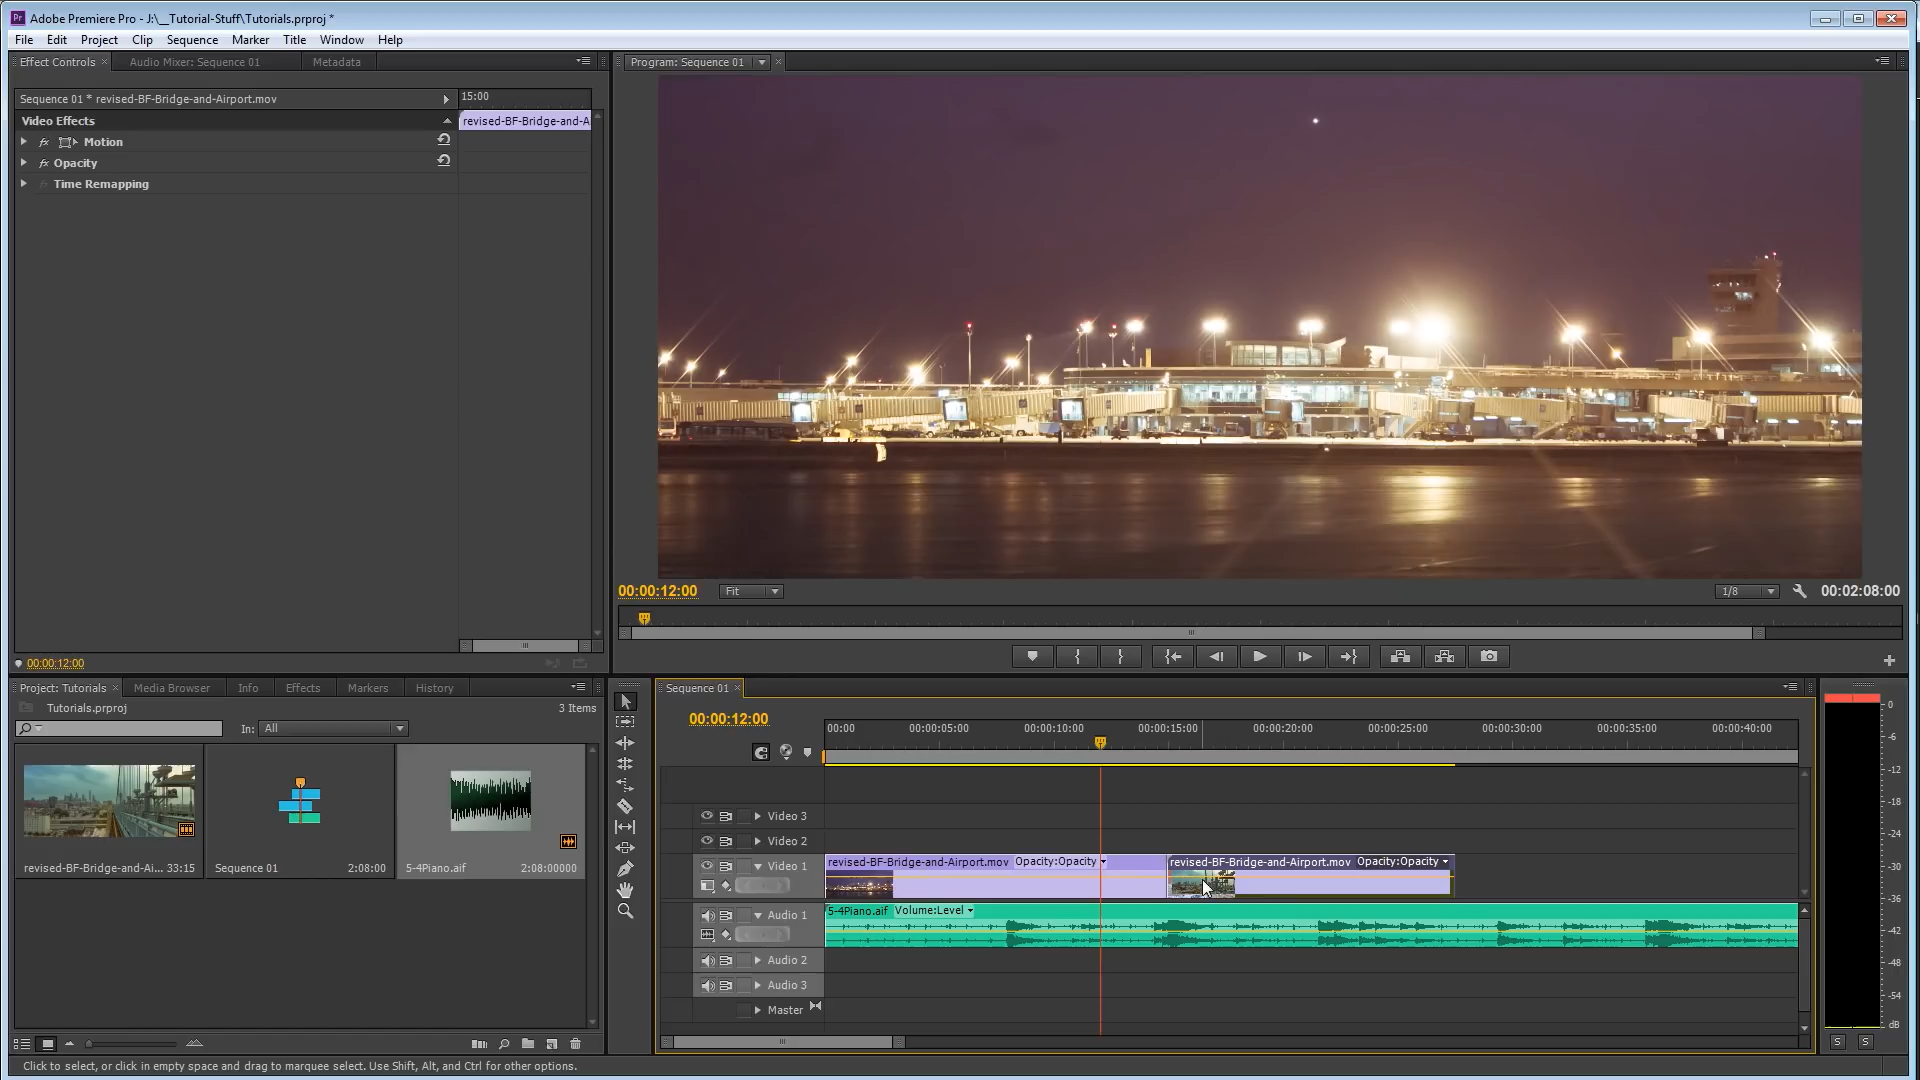 Pr Adobe Premiere Pro - J:\__Tutorial-Stuff\Tutorials.prproj *
File Edit Project Clip Sequence Marker Title Window Help
Effect Controls Audio Mixer: Sequence 01 Metadata
Program: Sequence 01
Sequence 01 * revised-BF-Bridge-and-Airport.mov
15:00
Video Effects
revised-BF-Bridge-and-A
fx Motion
fx Opacity
fx Time Remapping
00:00:12:00
Fit
1/8
00:02:08:00
00:00:12:00
Project: Tutorials Media Browser Info Effects Markers History
Tutorials.prproj
3 Items
In: All
revised-BF-Bridge-and-Ai... 33:15
Sequence 01 2:08:00
5-4Piano.aif 2:08:00000
Sequence 01
00:00:12:00
00:00 00:00:05:00 00:00:10:00 00:00:15:00 00:00:20:00 00:00:25:00 00:00:30:00 00:00:35:00 00:00:40:00
Video 3
Video 2
Video 1
revised-BF-Bridge-and-Airport.mov Opacity:Opacity
revised-BF-Bridge-and-Airport.mov Opacity:Opacity
Audio 1
5-4Piano.aif Volume:Level
Audio 2
Audio 3
Master
0
-6
-12
-18
-24
-30
-36
-42
-48
-54
dB
S S
Click to select, or click in empty space and drag to marquee select. Use Shift, Alt, and Ctrl for other options.